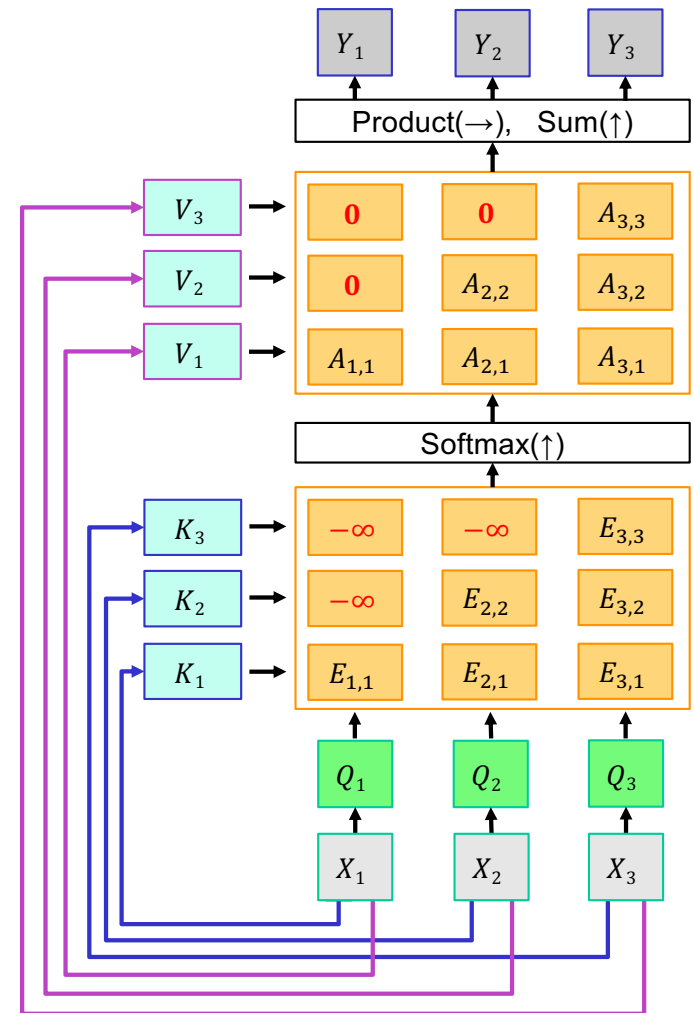 Y₁ Y₂ Y₃
Product(→), Sum(↑)
V₃ 0 0 A₃,₃
V₂ 0 A₂,₂ A₃,₂
V₁ A₁,₁ A₂,₁ A₃,₁
Softmax(↑)
K₃ −∞ −∞ E₃,₃
K₂ −∞ E₂,₂ E₃,₂
K₁ E₁,₁ E₂,₁ E₃,₁
Q₁ Q₂ Q₃
X₁ X₂ X₃